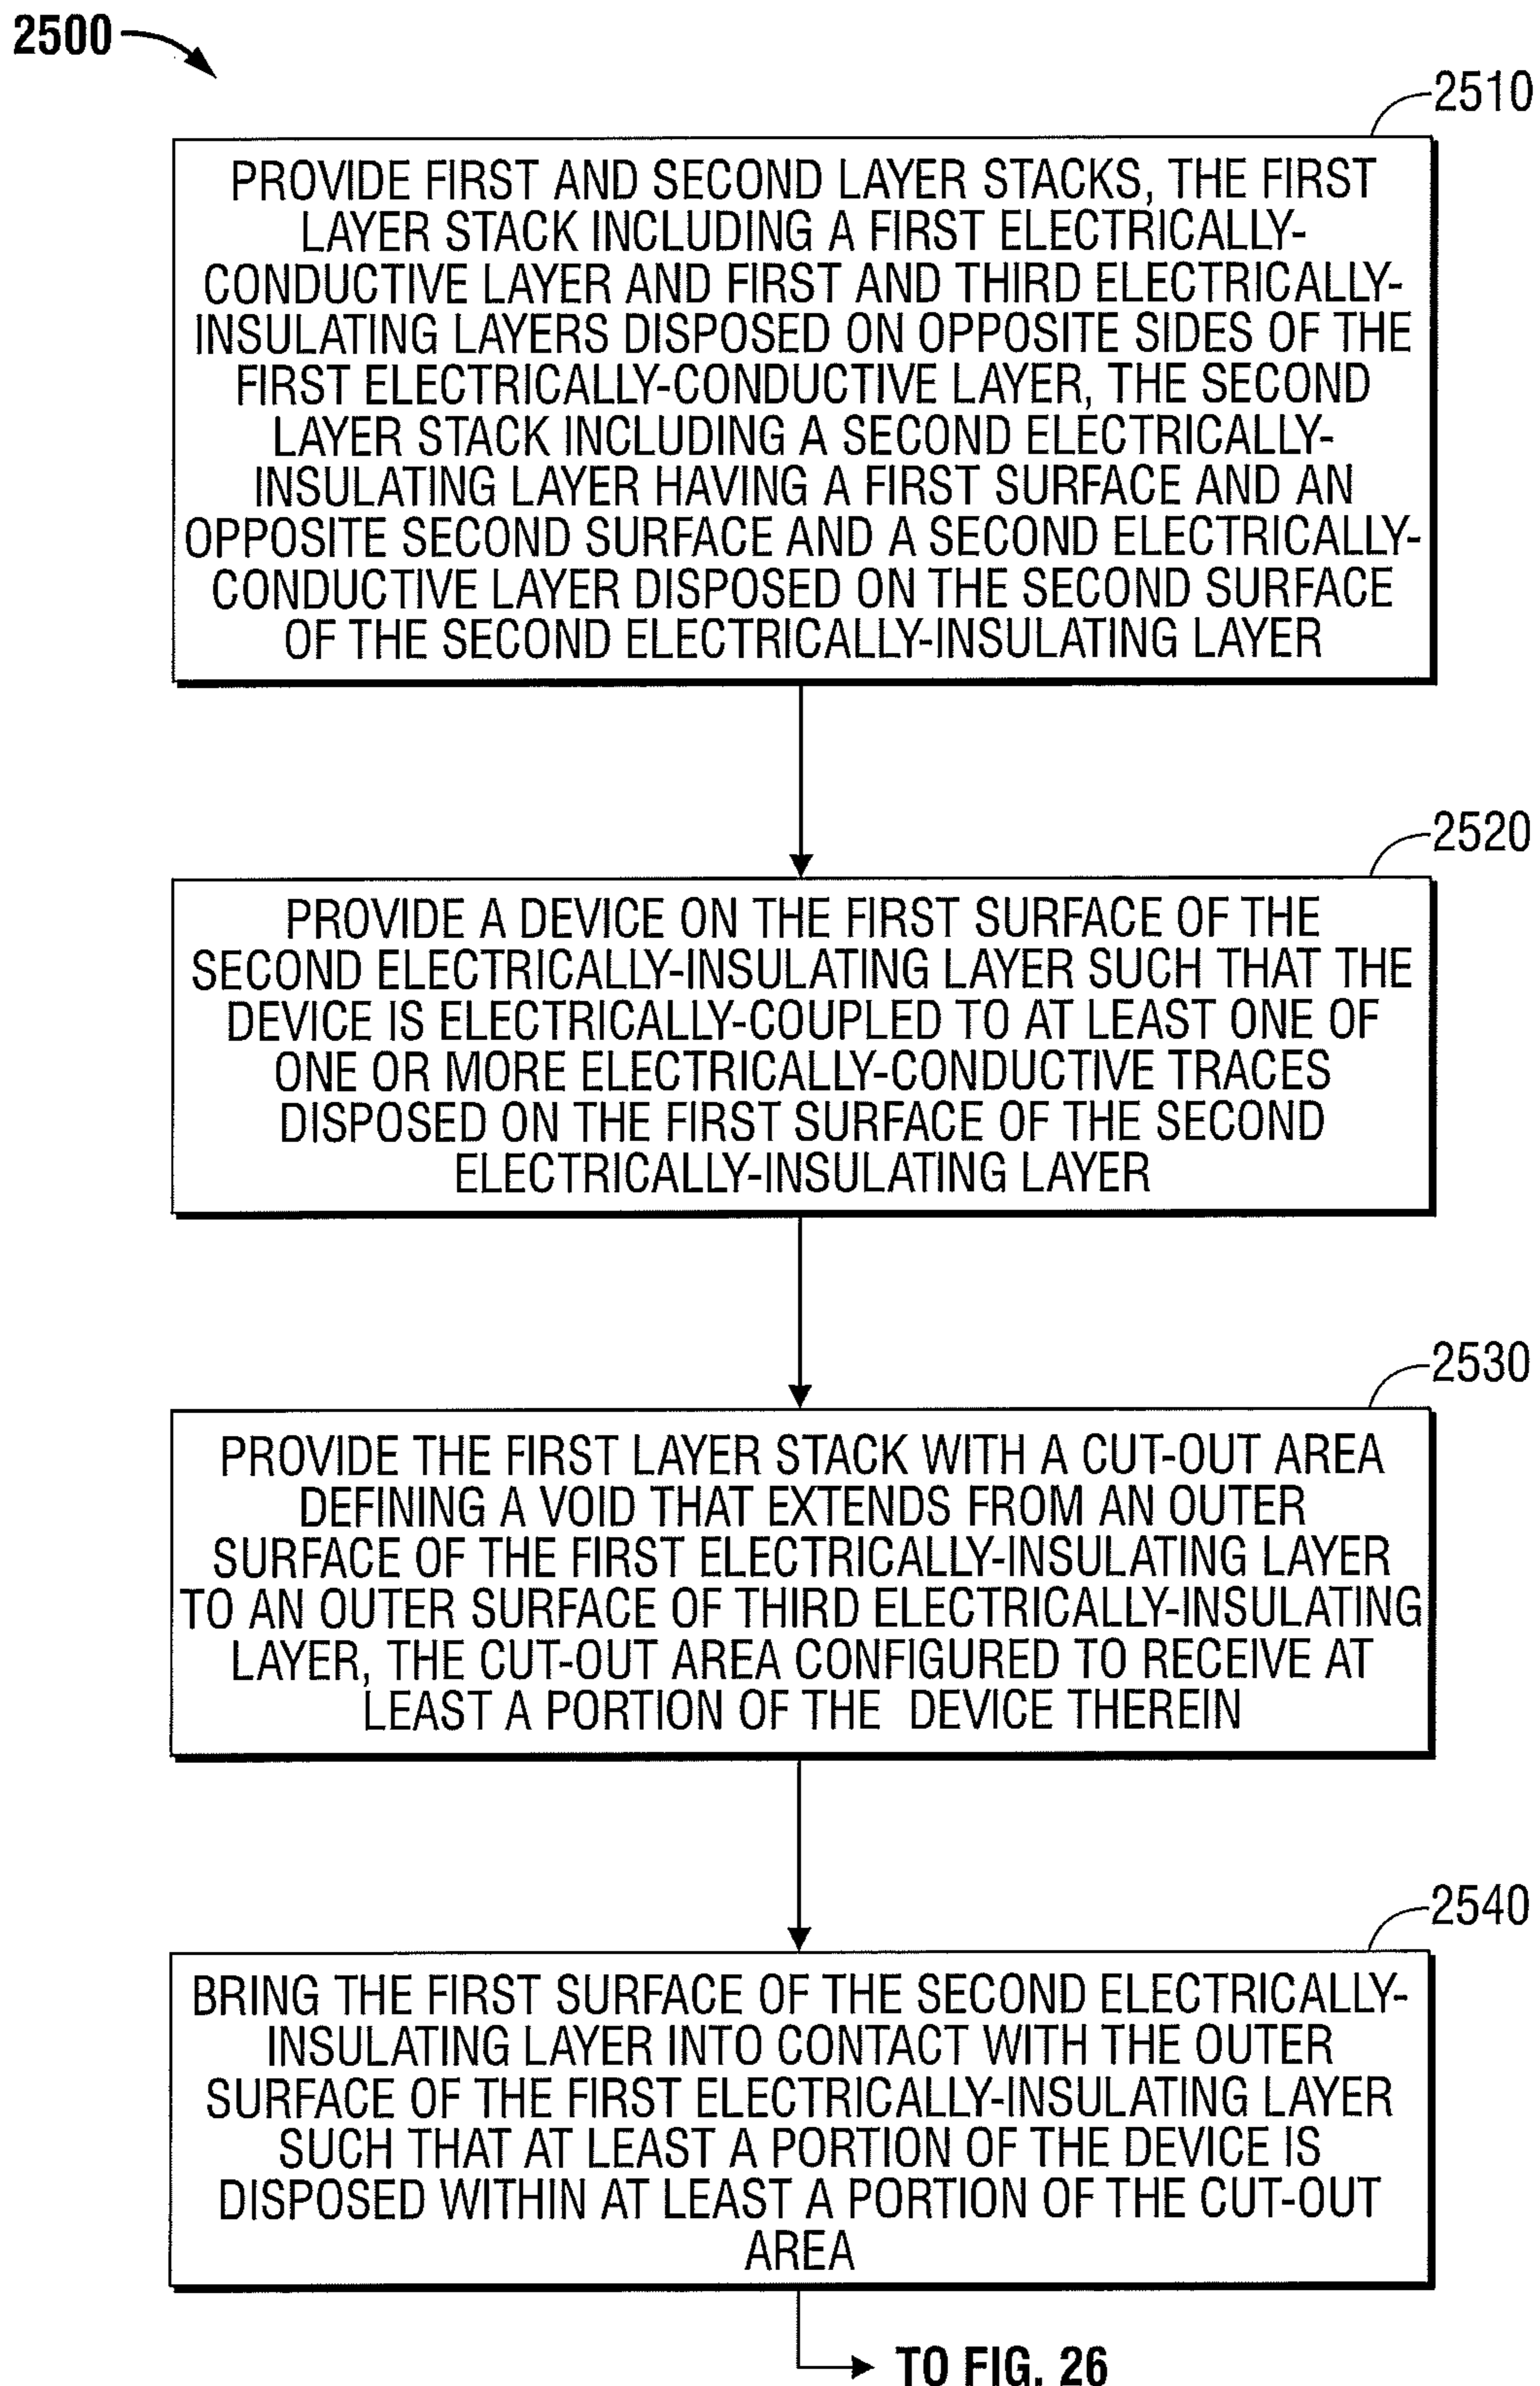 2500
2510
PROVIDE FIRST AND SECOND LAYER STACKS, THE FIRST
LAYER STACK INCLUDING A FIRST ELECTRICALLY-
CONDUCTIVE LAYER AND FIRST AND THIRD ELECTRICALLY-
INSULATING LAYERS DISPOSED ON OPPOSITE SIDES OF THE
FIRST ELECTRICALLY-CONDUCTIVE LAYER, THE SECOND
LAYER STACK INCLUDING A SECOND ELECTRICALLY-
INSULATING LAYER HAVING A FIRST SURFACE AND AN
OPPOSITE SECOND SURFACE AND A SECOND ELECTRICALLY-
CONDUCTIVE LAYER DISPOSED ON THE SECOND SURFACE
OF THE SECOND ELECTRICALLY-INSULATING LAYER
2520
PROVIDE A DEVICE ON THE FIRST SURFACE OF THE
SECOND ELECTRICALLY-INSULATING LAYER SUCH THAT THE
DEVICE IS ELECTRICALLY-COUPLED TO AT LEAST ONE OF
ONE OR MORE ELECTRICALLY-CONDUCTIVE TRACES
DISPOSED ON THE FIRST SURFACE OF THE SECOND
ELECTRICALLY-INSULATING LAYER
2530
PROVIDE THE FIRST LAYER STACK WITH A CUT-OUT AREA
DEFINING A VOID THAT EXTENDS FROM AN OUTER
SURFACE OF THE FIRST ELECTRICALLY-INSULATING LAYER
TO AN OUTER SURFACE OF THIRD ELECTRICALLY-INSULATING
LAYER, THE CUT-OUT AREA CONFIGURED TO RECEIVE AT
LEAST A PORTION OF THE DEVICE THEREIN
2540
BRING THE FIRST SURFACE OF THE SECOND ELECTRICALLY-
INSULATING LAYER INTO CONTACT WITH THE OUTER
SURFACE OF THE FIRST ELECTRICALLY-INSULATING LAYER
SUCH THAT AT LEAST A PORTION OF THE DEVICE IS
DISPOSED WITHIN AT LEAST A PORTION OF THE CUT-OUT
AREA
TO FIG. 26